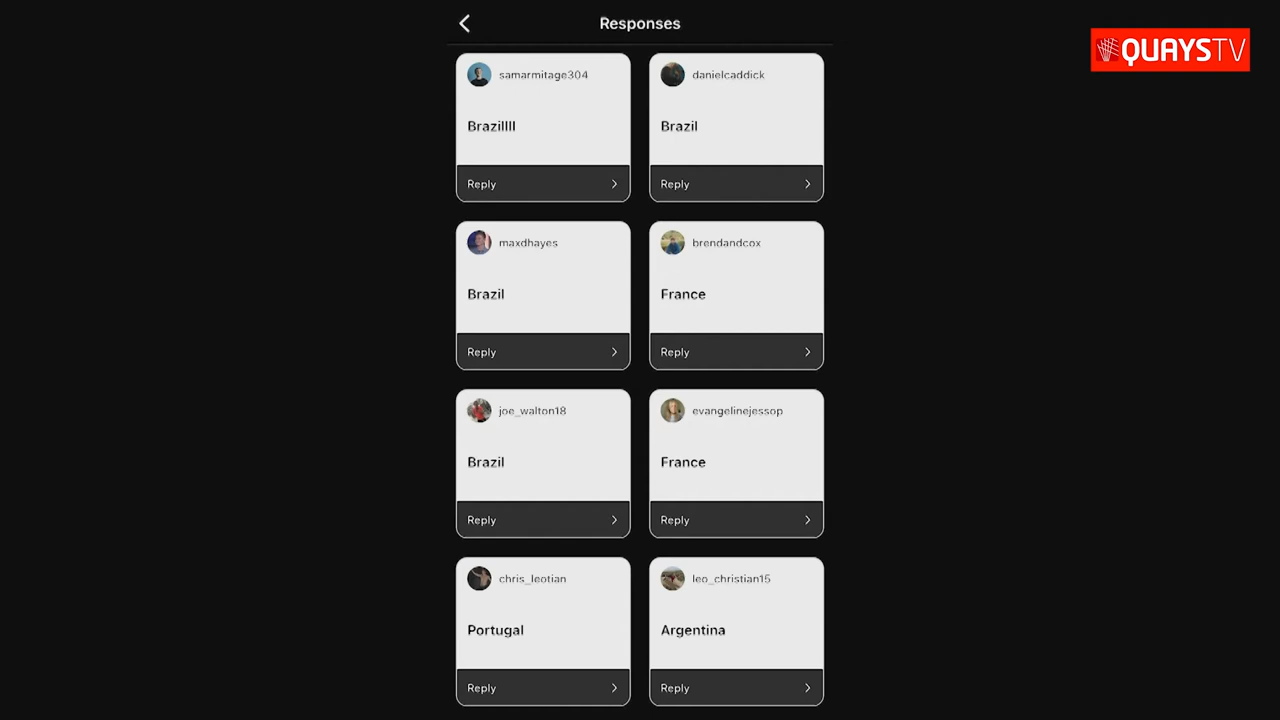 Responses
QUAYSTV
samarmitage304
danielcaddick
Brazillll
Brazil
Reply
Reply
maxdhayes
brendandcox
Brazil
France
Reply
Reply
joe_walton18
evangelinejessop
Brazil
France
Reply
Reply
chris_leotian
leo_christian15
Portugal
Argentina
Reply
Reply